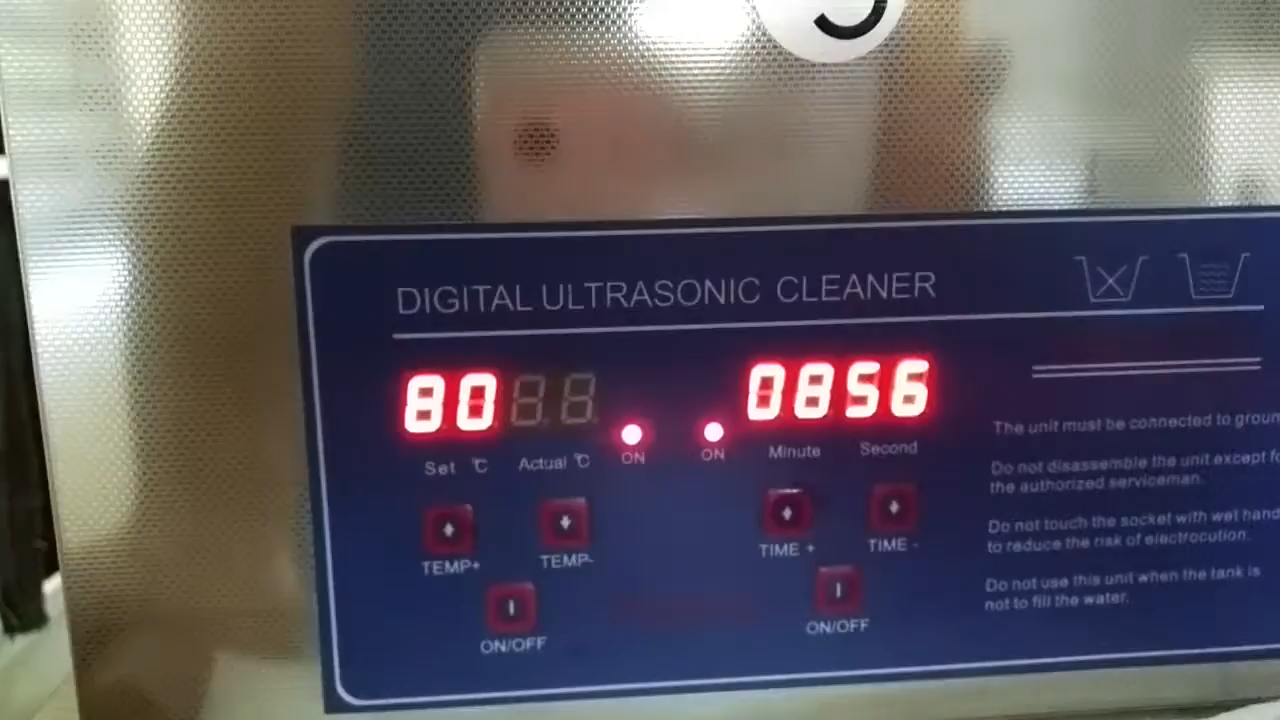 DIGITAL ULTRASONIC CLEANER
80 0856
Set ℃ Actual ℃ ON ON Minute Second
TEMP+ TEMP- TIME + TIME -
ON/OFF ON/OFF
The unit must be connected to
Do not disassemble the unit except
the authorized serviceman.
Do not touch the socket with wet
to reduce the risk of electrocution.
Do not use this unit when the tank is
not to fill the water.